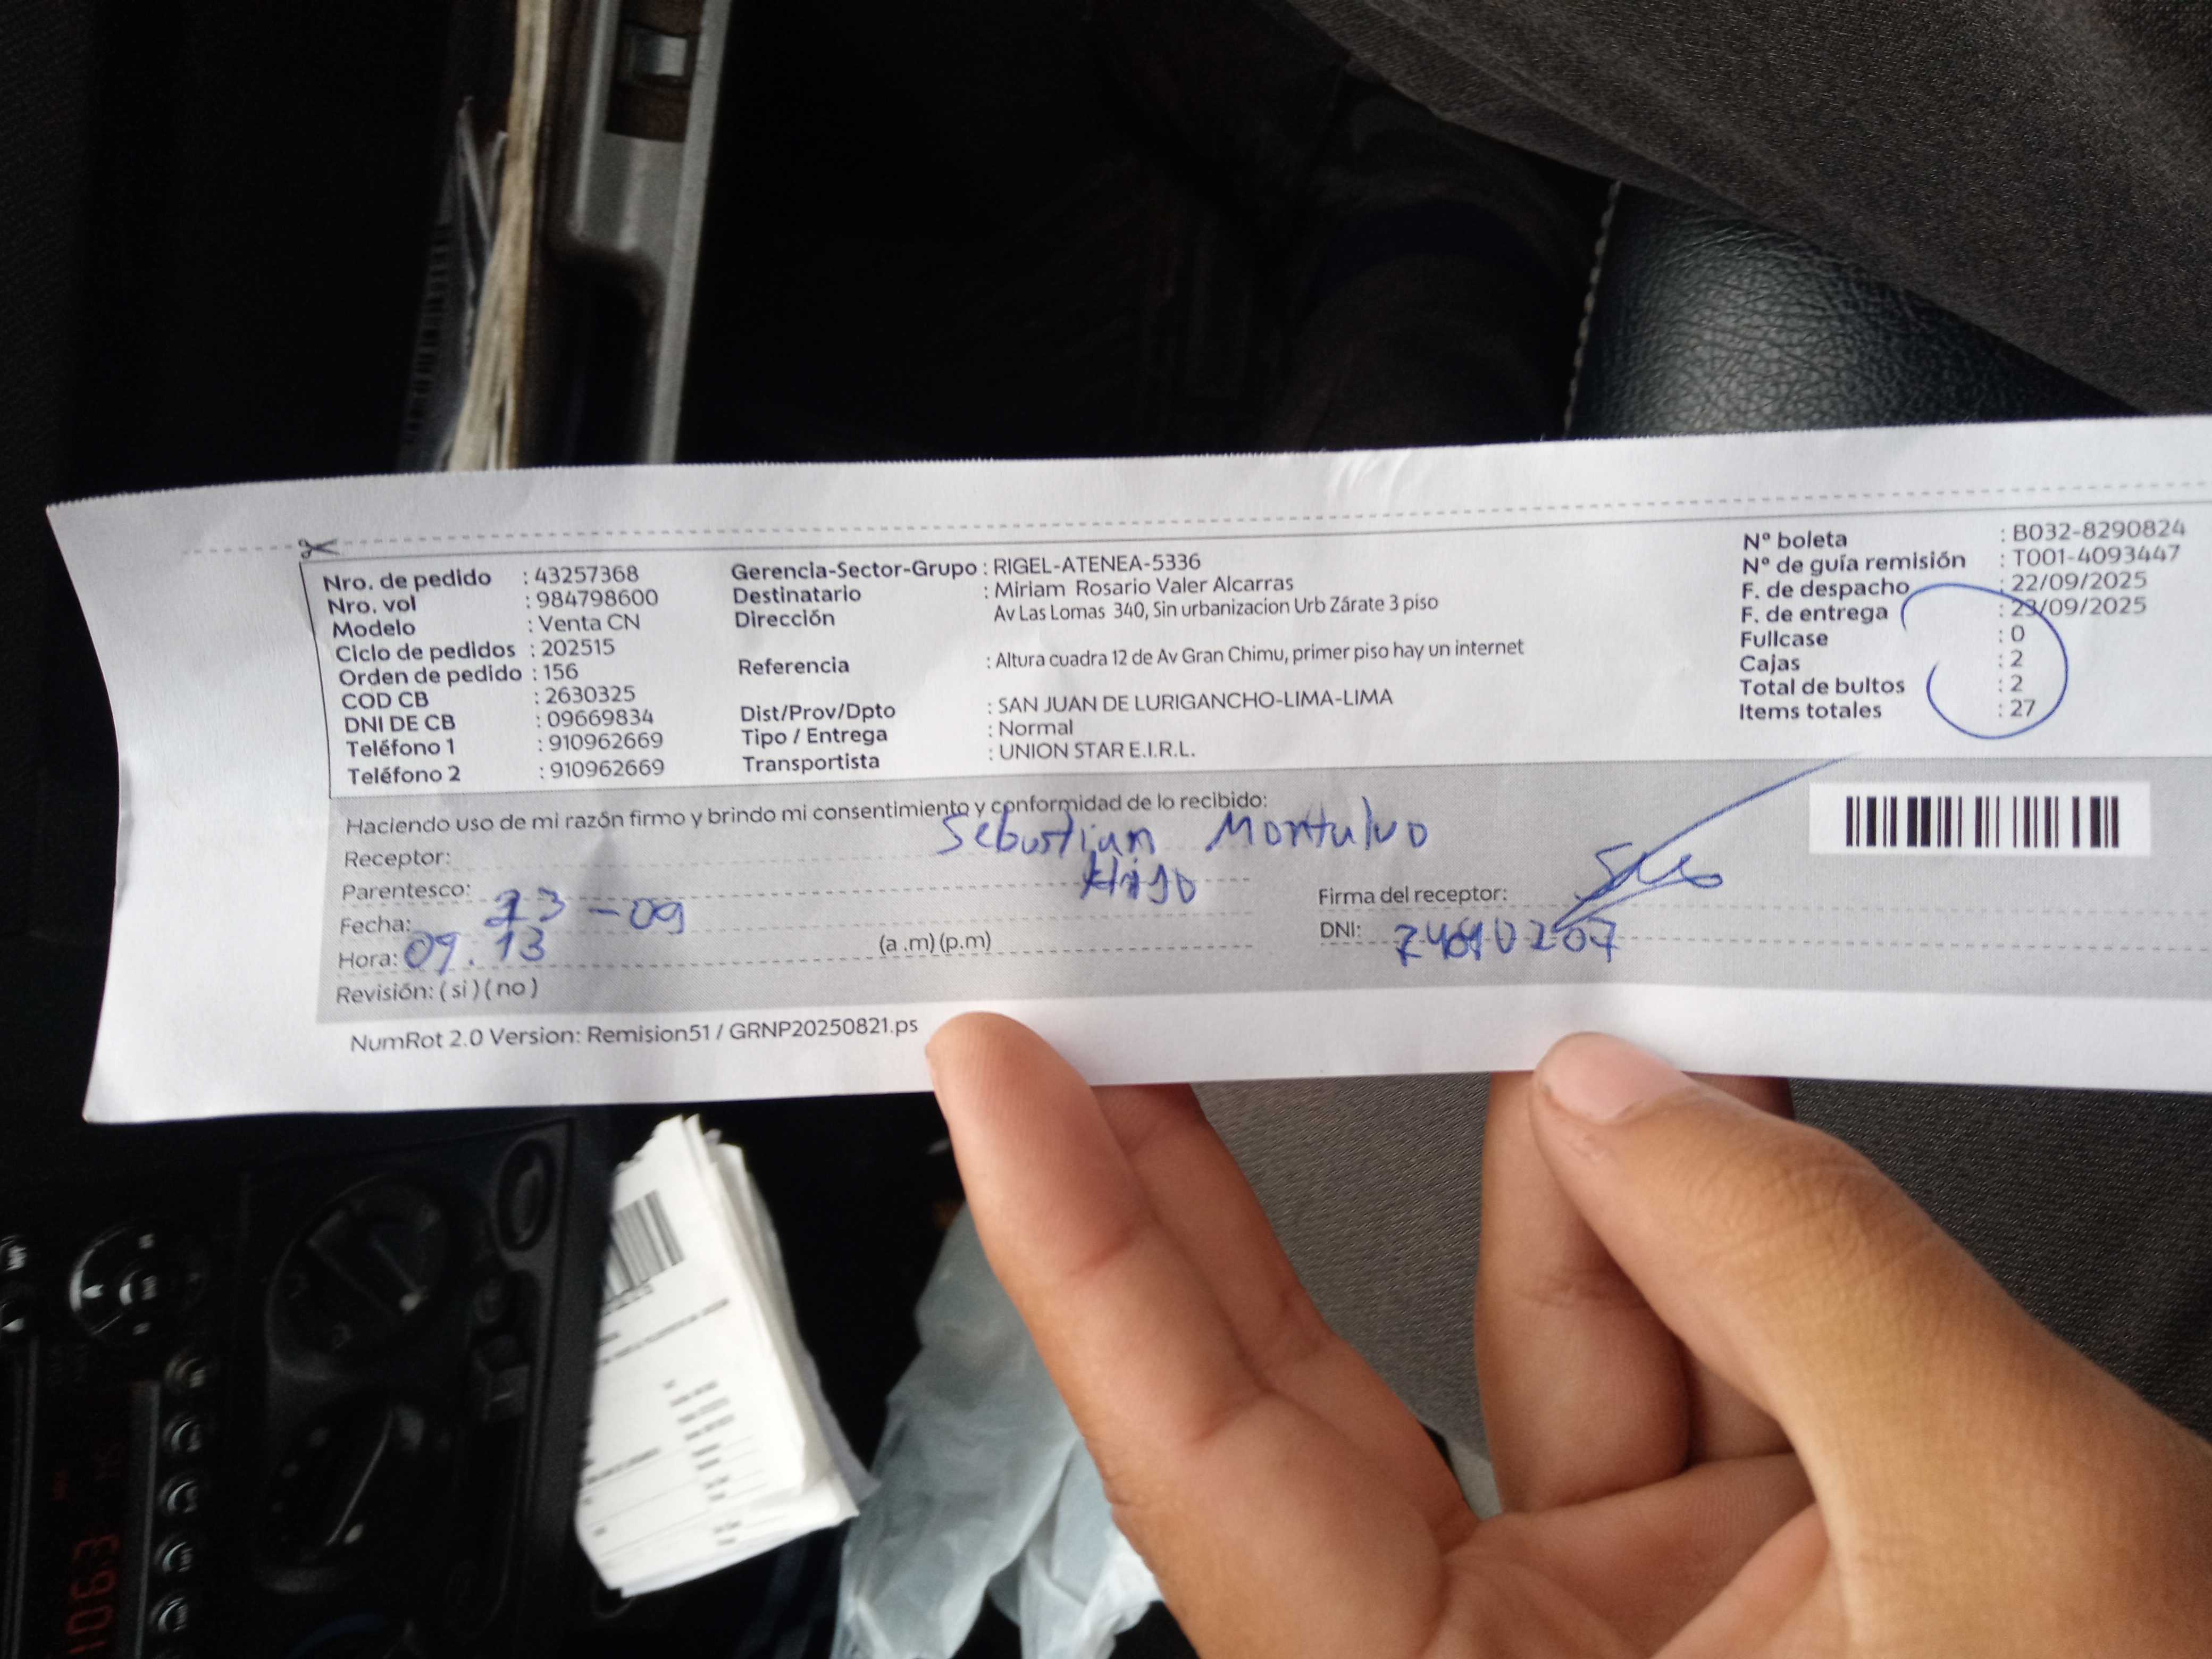 Nro. de pedido : 43257368
Nro. vol : 984798600
Modelo : Venta CN
Ciclo de pedidos : 202515
Orden de pedido : 156
COD CB : 2630325
DNI DE CB : 09669834
Teléfono 1 : 910962669
Teléfono 2 : 910962669
Gerencia-Sector-Grupo : RIGEL-ATENEA-5336
Destinatario : Miriam Rosario Valer Alcarras
Dirección Av Las Lomas 340, Sin urbanizacion Urb Zárate 3 piso
Referencia : Altura cuadra 12 de Av Gran Chimu, primer piso hay un internet
Dist/Prov/Dpto : SAN JUAN DE LURIGANCHO-LIMA-LIMA
Tipo / Entrega : Normal
Transportista : UNION STAR E.I.R.L.
Nº boleta : B032-8290824
Nº de guía remisión : T001-4093447
F. de despacho : 22/09/2025
F. de entrega : 23/09/2025
Fullcase : 0
Cajas : 2
Total de bultos : 2
Items totales : 27
Haciendo uso de mi razón firmo y brindo mi consentimiento y conformidad de lo recibido:
Receptor: Sebastian Montalvo
Parentesco: Hijo
Fecha: 23-09
Hora: 09.13 (a .m) (p.m)
Revisión: ( si ) ( no )
Firma del receptor:
DNI:
NumRot 2.0 Version: Remision51 / GRNP20250821.ps
1063